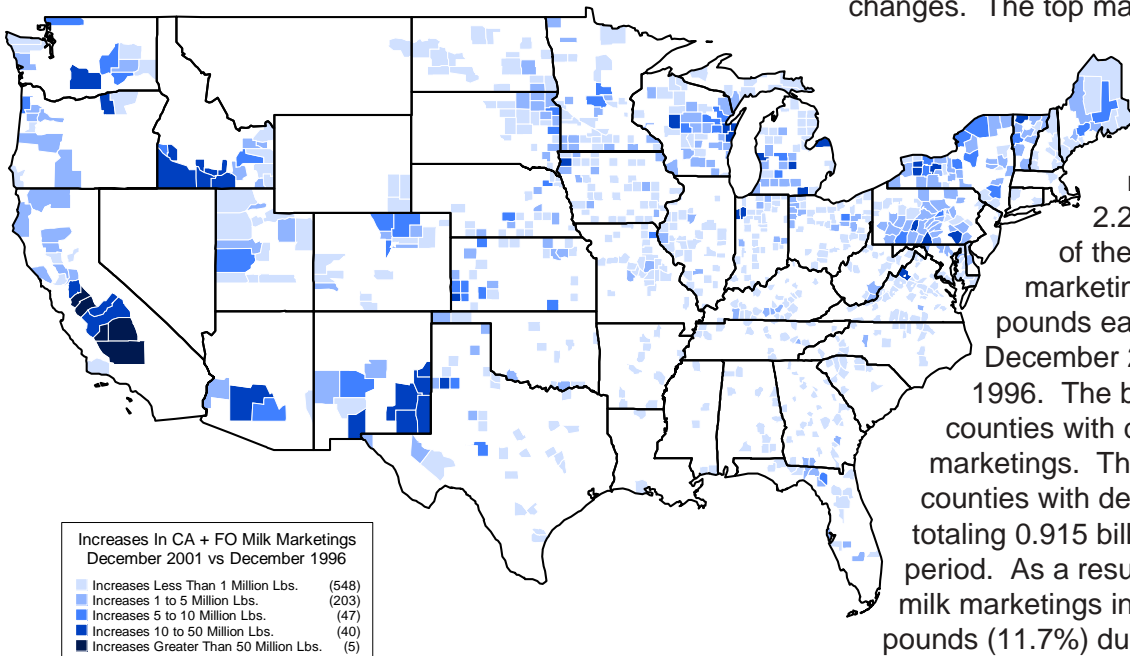 changes. The top ma
2.2
of the
marketin
pounds ea
December 2
1996. The b
counties with
marketings. Th
counties with de
totaling 0.915 bill
period. As a resu
milk marketings in
pounds (11.7%) du
Increases In CA + FO Milk Marketings
December 2001 vs December 1996
Increases Less Than 1 Million Lbs. (548)
Increases 1 to 5 Million Lbs. (203)
Increases 5 to 10 Million Lbs. (47)
Increases 10 to 50 Million Lbs. (40)
Increases Greater Than 50 Million Lbs. (5)